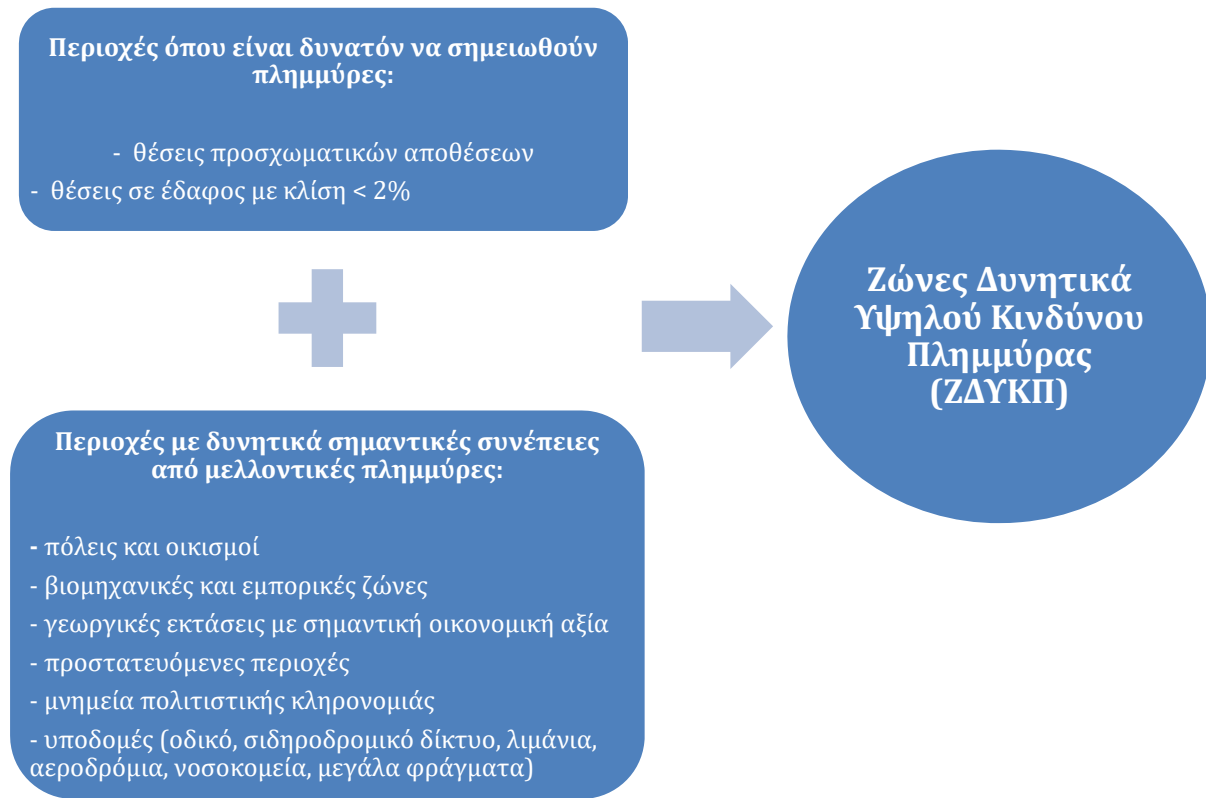 Περιοχές όπου είναι δυνατόν να σημειωθούν
πλημμύρες:
- θέσεις προσχωματικών αποθέσεων
- θέσεις σε έδαφος με κλίση < 2%
Περιοχές με δυνητικά σημαντικές συνέπειες
από μελλοντικές πλημμύρες:
- πόλεις και οικισμοί
- βιομηχανικές και εμπορικές ζώνες
- γεωργικές εκτάσεις με σημαντική οικονομική αξία
- προστατευόμενες περιοχές
- μνημεία πολιτιστικής κληρονομιάς
- υποδομές (οδικό, σιδηροδρομικό δίκτυο, λιμάνια,
αεροδρόμια, νοσοκομεία, μεγάλα φράγματα)
Ζώνες Δυνητικά
Υψηλού Κινδύνου
Πλημμύρας
(ΖΔΥΚΠ)